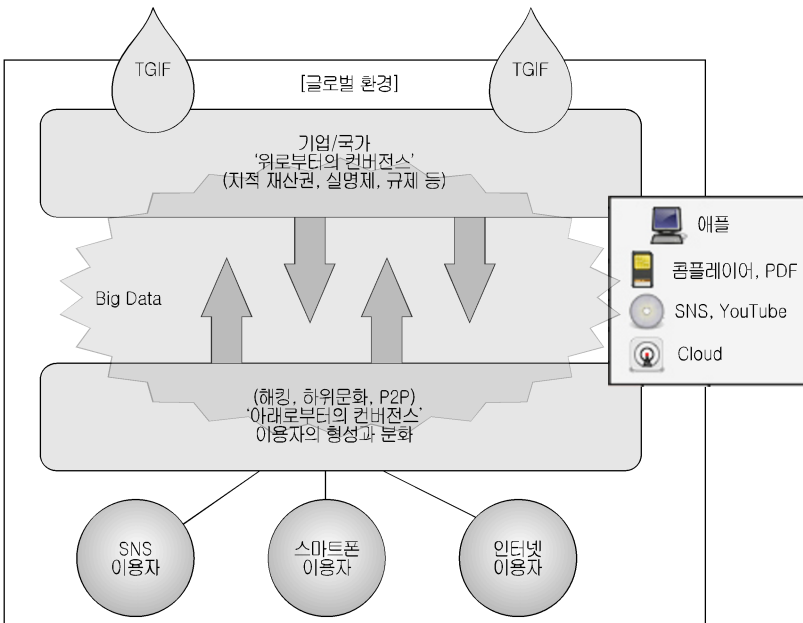 TGIF
TGIF
[글로벌 환경]
기업/국가
‘위로부터의 컨버전스’
(지적 재산권, 실명제, 규제 등)
애플
콤플레이어, PDF
SNS, YouTube
Cloud
Big Data
(해킹, 하위문화, P2P)
‘아래로부터의 컨버전스’
이용자의 형성과 분화
SNS
이용자
스마트폰
이용자
인터넷
이용자